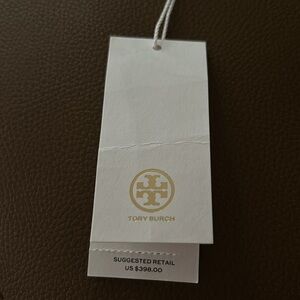 TORY BURCH
SUGGESTED RETAIL
US $398.00